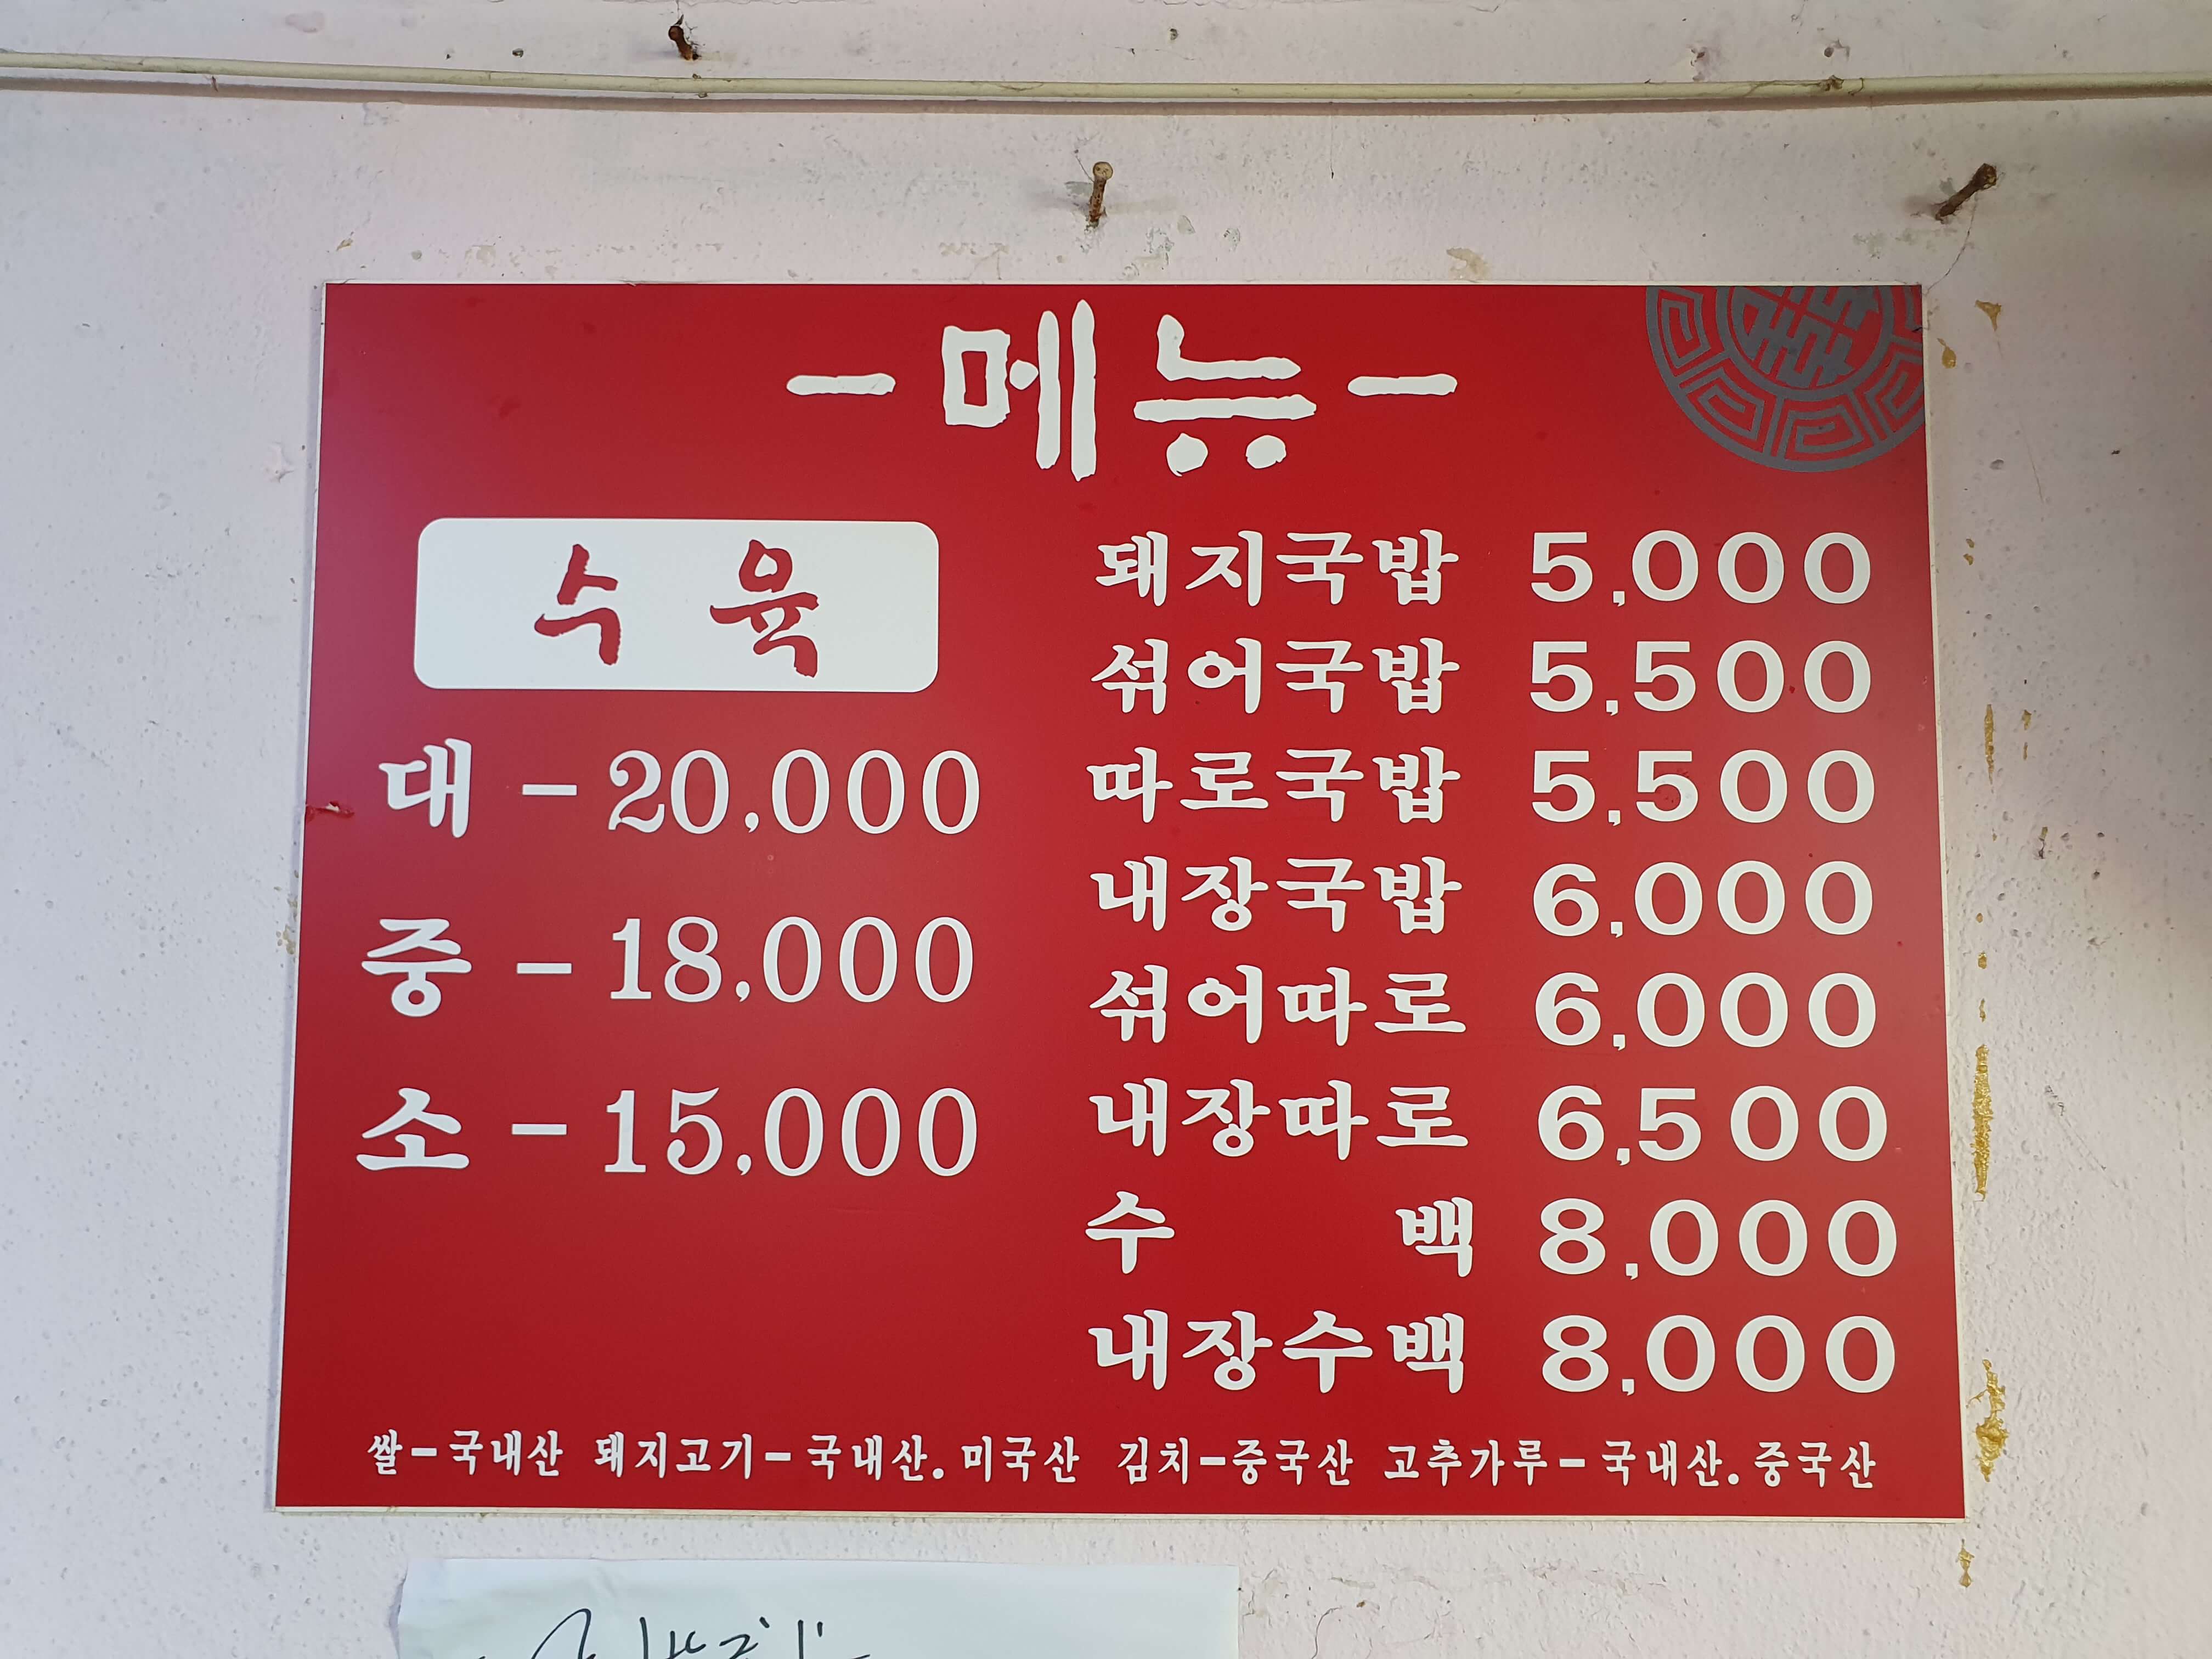 -메뉴-
수육
대 - 20,000
중 - 18,000
소 - 15,000
돼지국밥 5,000
섞어국밥 5,500
따로국밥 5,500
내장국밥 6,000
섞어따로 6,000
내장따로 6,500
수 백 8,000
내장수백 8,000
쌀-국내산 돼지고기-국내산.미국산 김치-중국산 고추가루-국내산.중국산